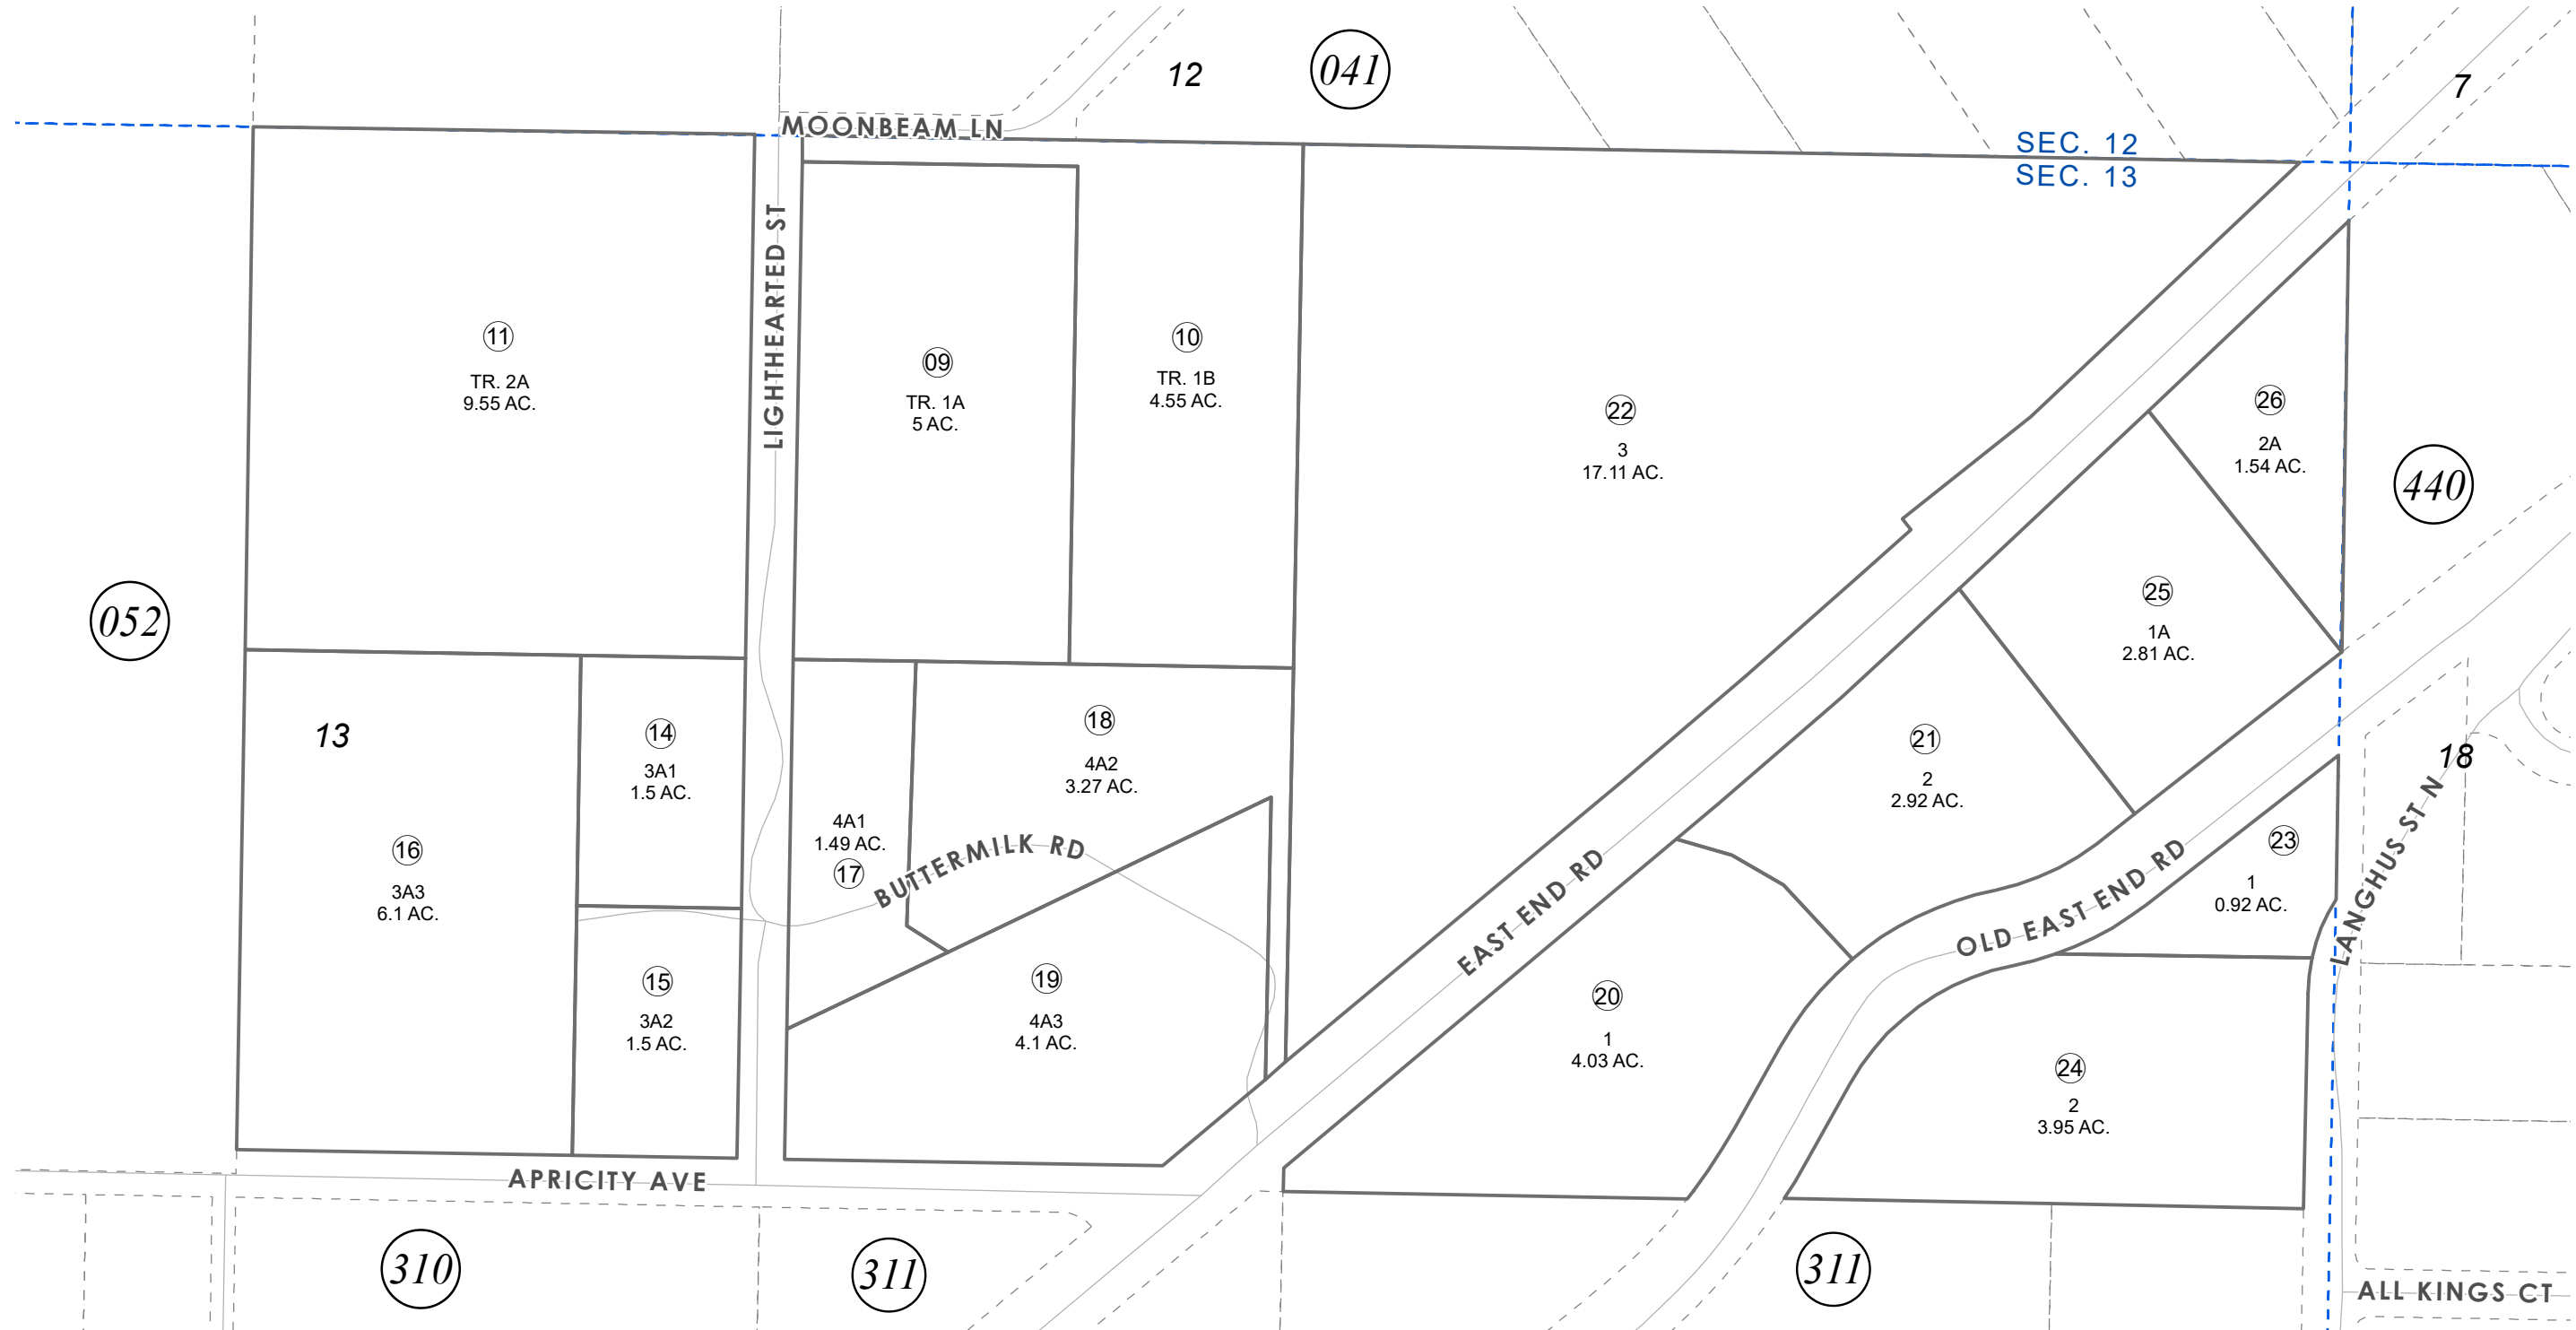 12
041
7
MOONBEAM LN
SEC. 12
SEC. 13
LIGHTHEARTED ST
11
TR. 2A
9.55 AC.
09
TR. 1A
5 AC.
10
TR. 1B
4.55 AC.
22
3
17.11 AC.
26
2A
1.54 AC.
440
052
25
1A
2.81 AC.
13
14
3A1
1.5 AC.
18
4A2
3.27 AC.
21
2
2.92 AC.
18
4A1
1.49 AC.
17
BUTTERMILK RD
16
3A3
6.1 AC.
EAST END RD
OLD EAST END RD
23
1
0.92 AC.
LANGHUS ST N
15
3A2
1.5 AC.
19
4A3
4.1 AC.
20
1
4.03 AC.
24
2
3.95 AC.
APRICITY AVE
310
311
311
ALL KINGS CT